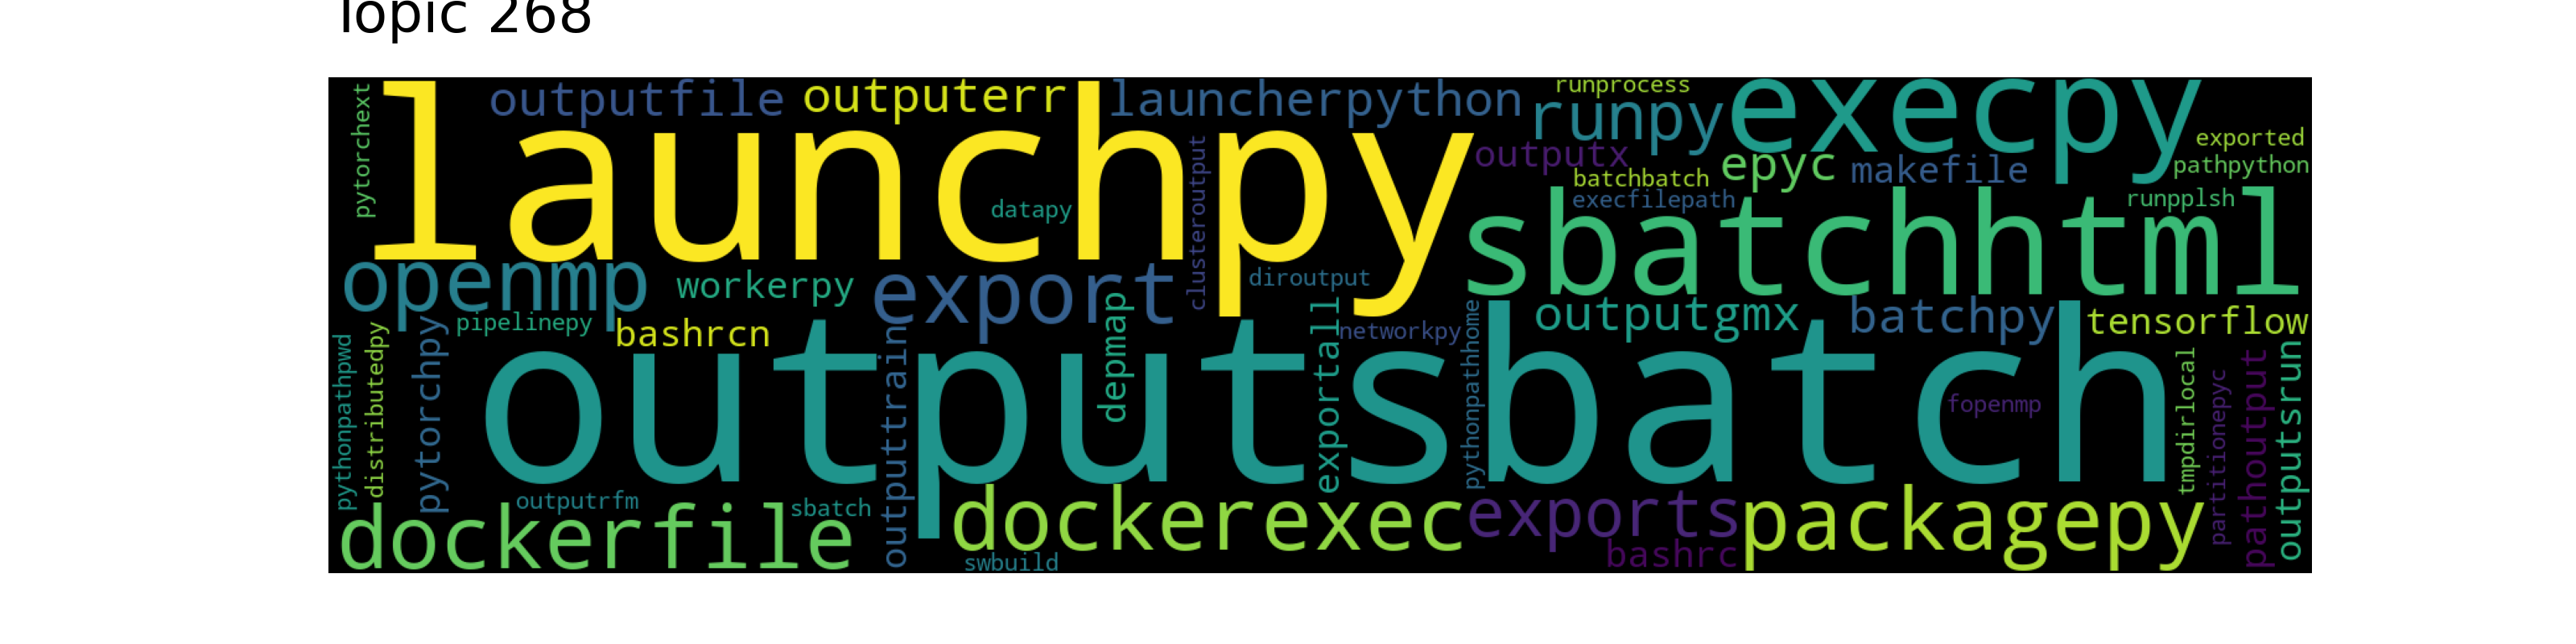 Topic 268
pytorchext
outputfile
outputerr
launcherpython
runprocess
execpy
launchpy
runpy
exported
outputx
epyc
makefile
pathpython
batchbatch
execfilepath
runpplsh
datapy
clusteroutput
sbatchhtml
openmp
workerpy
export
diroutput
pipelinepy
bashrcn
depmap
exportall
networkpy
pythonpathhome
outputgmx
batchpy
tensorflow
pythonpathpwd
distributedpy
pytorchpy
outputtrain
outputsbatch
fopenmp
tmpdirlocal
partitionepyc
pathoutput
outputsrun
outputrfm
sbatch
dockerfile
dockerexec
swbuild
exports
bashrc
packagepy